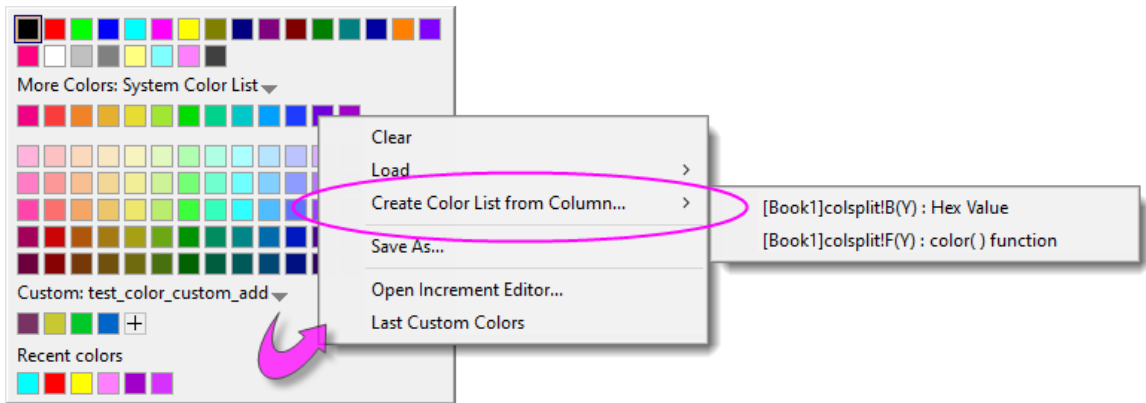 More Colors: System Color List
Clear
Load
Create Color List from Column...
Save As...
Open Increment Editor...
Last Custom Colors
[Book1]colsplit!B(Y) : Hex Value
[Book1]colsplit!F(Y) : color( ) function
Custom: test_color_custom_add
Recent colors